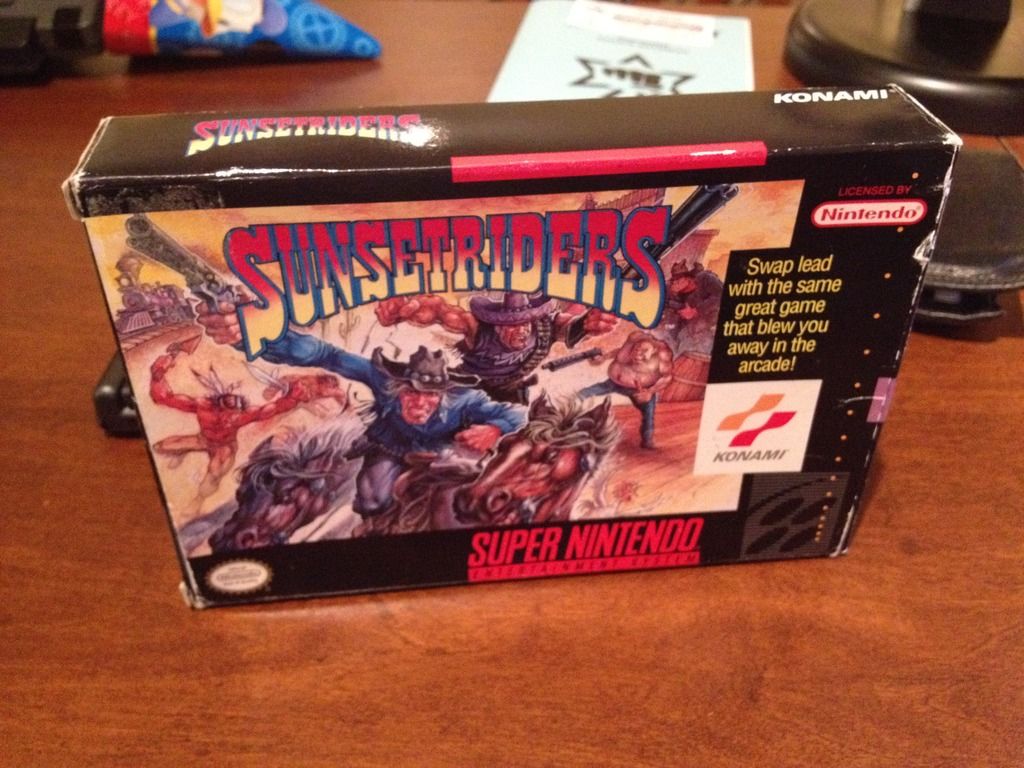 SUNSETRIDERS
KONAMI
LICENSED BY
Nintendo
SUNSETRIDERS
Swap lead
with the same
great game
that blew you
away in the
arcade!
KONAMI
SUPER NINTENDO
ENTERTAINMENT SYSTEM
Nintendo